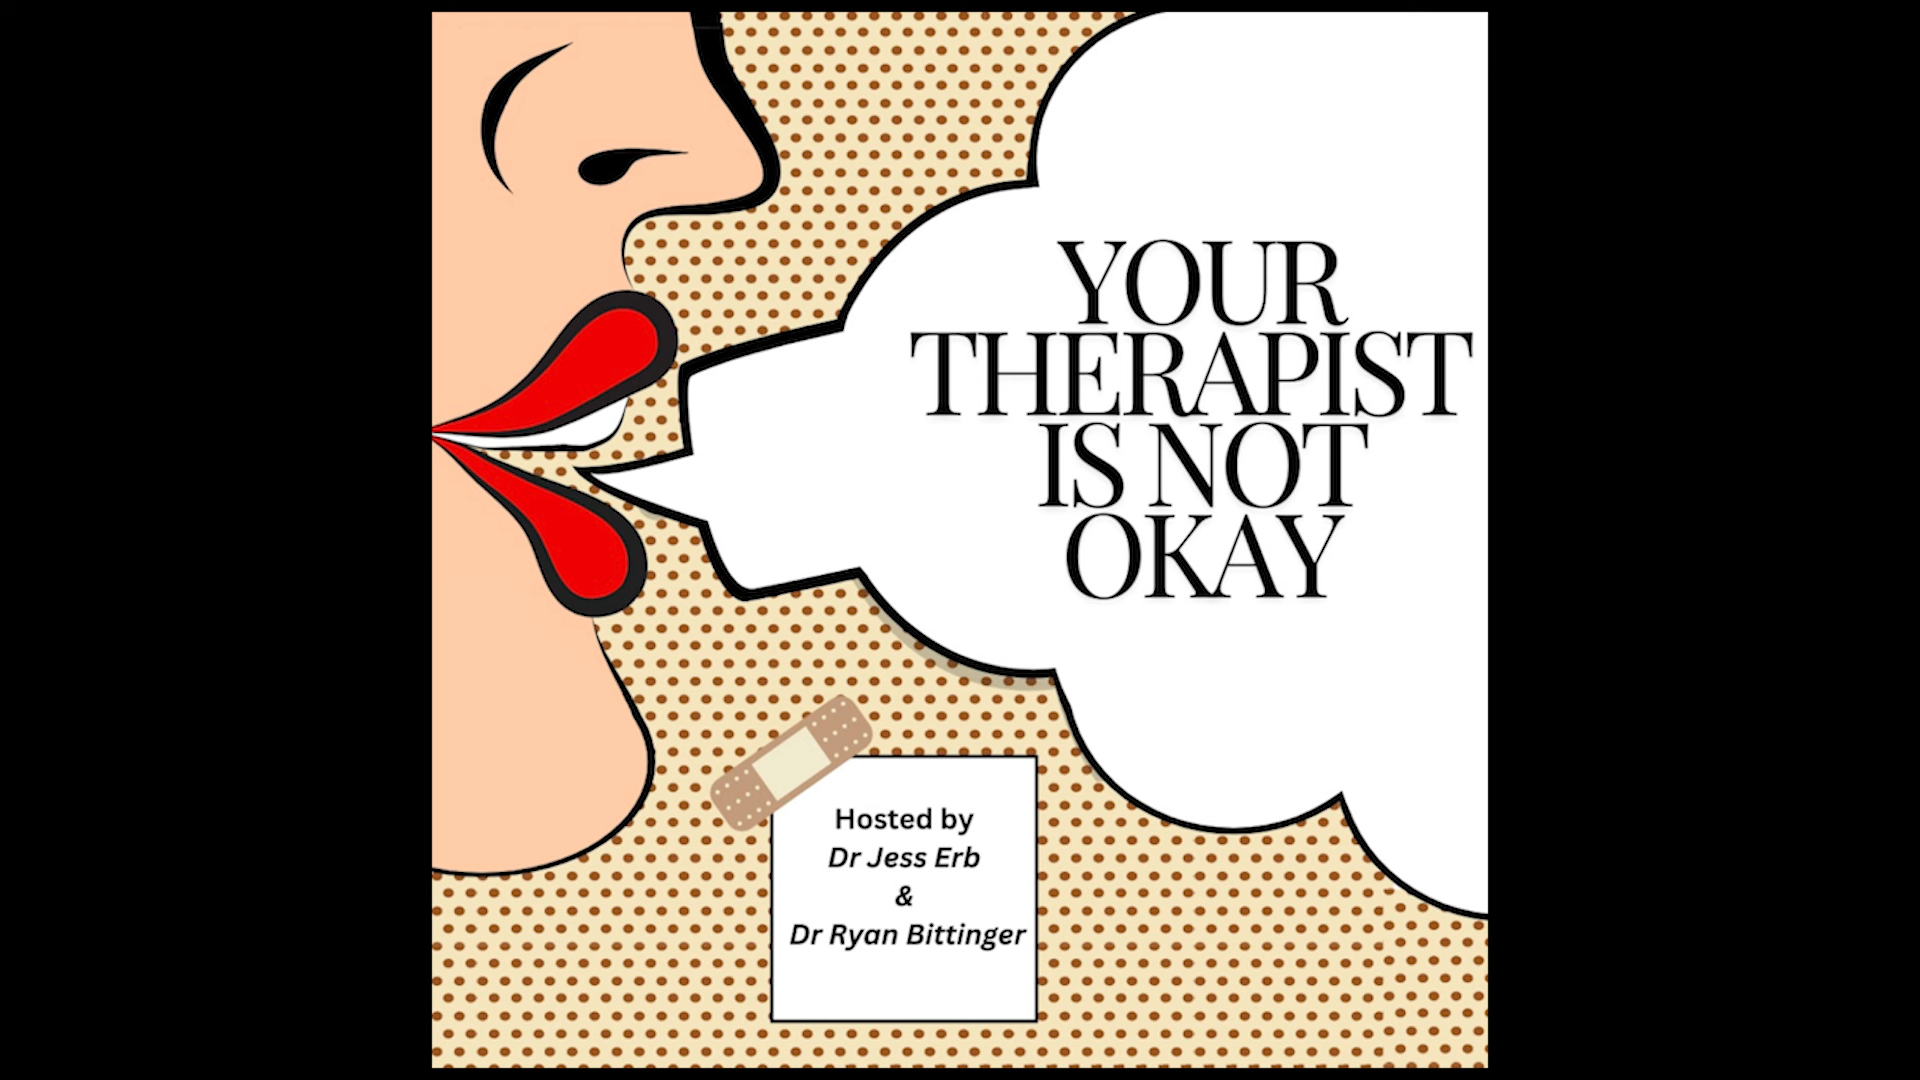 YOUR
THERAPIST
IS NOT
OKAY
Hosted by
Dr Jess Erb
&
Dr Ryan Bittinger